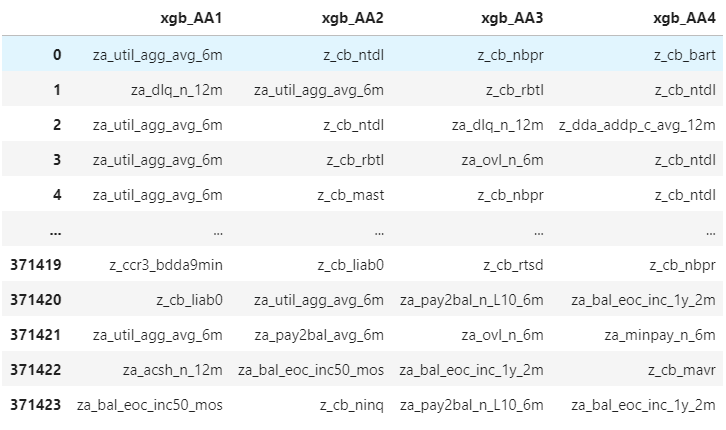 xgb_AA1 xgb_AA2 xgb_AA3 xgb_AA4
0 za_util_agg_avg_6m z_cb_ntdl z_cb_nbpr z_cb_bart
1 za_dlq_n_12m za_util_agg_avg_6m z_cb_rbtl z_cb_ntdl
2 za_util_agg_avg_6m z_cb_ntdl za_dlq_n_12m z_dda_addp_c_avg_12m
3 za_util_agg_avg_6m z_cb_rbtl za_ovl_n_6m z_cb_ntdl
4 za_util_agg_avg_6m z_cb_mast z_cb_nbpr z_cb_ntdl
... ... ... ... ...
371419 z_ccr3_bdda9min z_cb_liab0 z_cb_rtsd z_cb_nbpr
371420 z_cb_liab0 za_util_agg_avg_6m za_pay2bal_n_L10_6m za_bal_eoc_inc_1y_2m
371421 za_util_agg_avg_6m za_pay2bal_avg_6m za_ovl_n_6m za_minpay_n_6m
371422 za_acsh_n_12m za_bal_eoc_inc50_mos za_bal_eoc_inc_1y_2m z_cb_mavr
371423 za_bal_eoc_inc50_mos z_cb_ninq za_pay2bal_n_L10_6m za_bal_eoc_inc_1y_2m